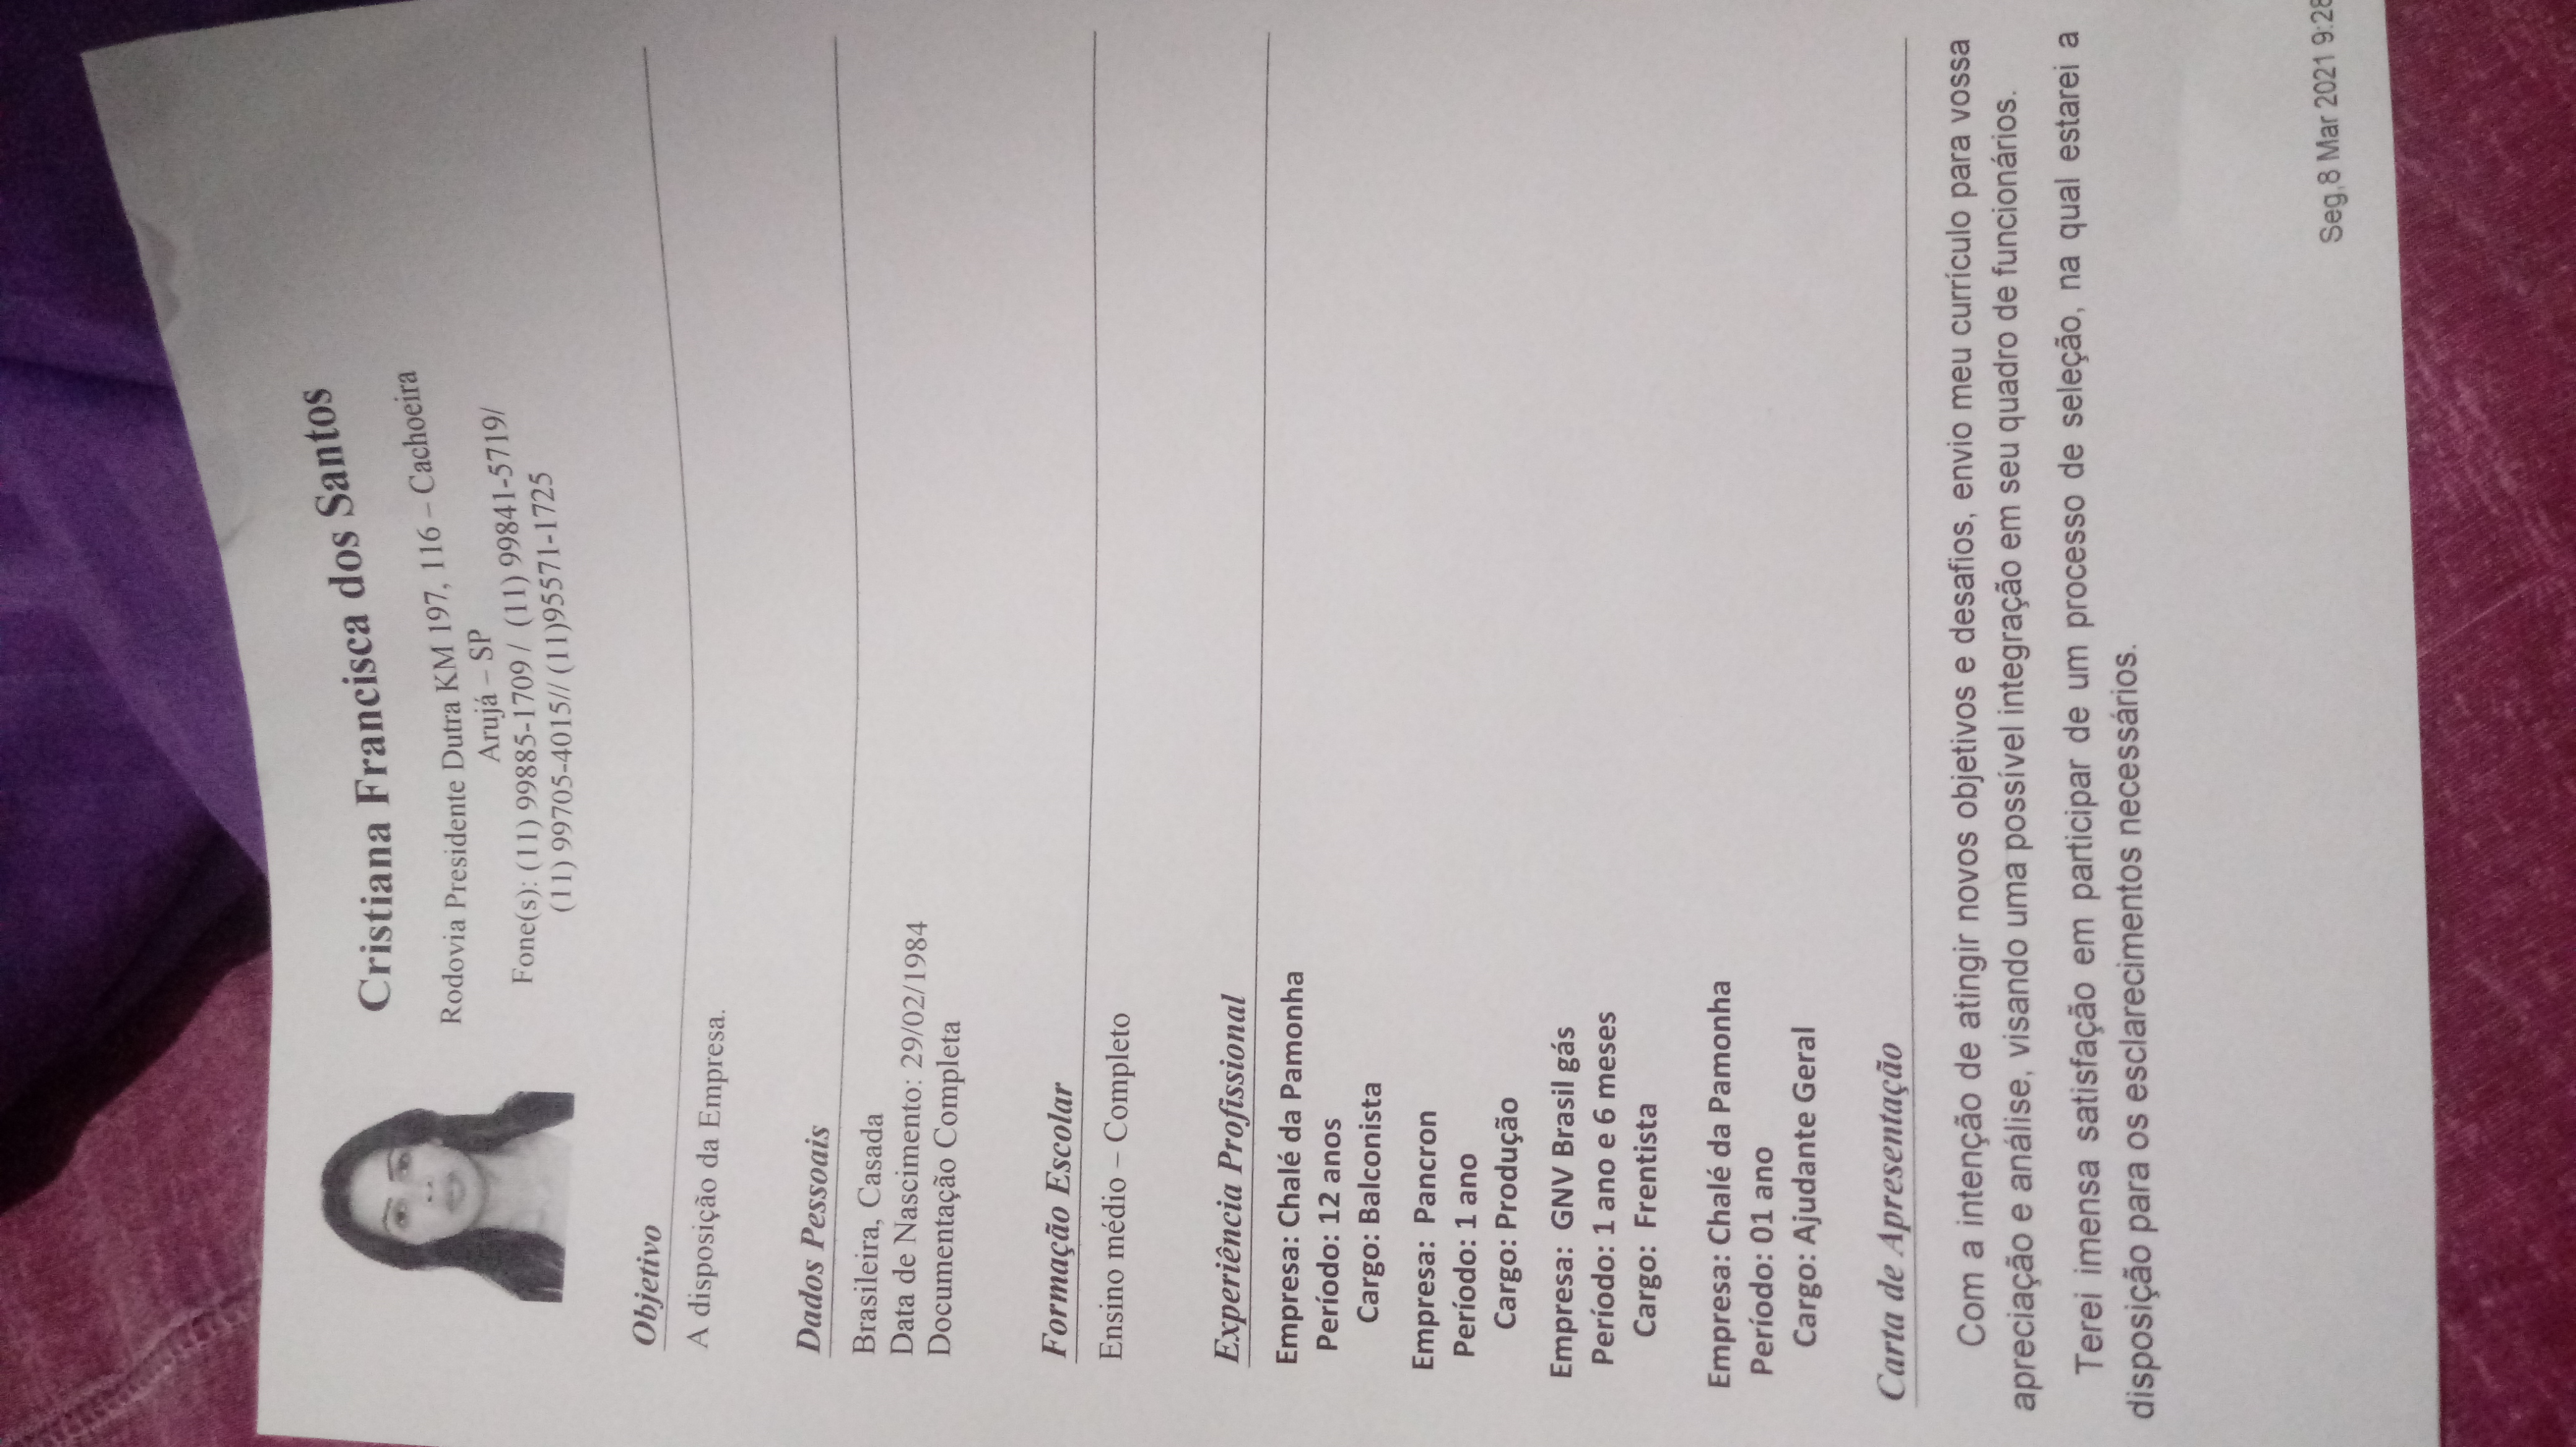 Cristiana Francisca dos Santos
Rodovia Presidente Dutra KM 197, 116 – Cachoeira
Arujá – SP
Fone(s): (11) 99885-1709 / (11) 99841-5719/
(11) 99705-4015// (11)95571-1725
Objetivo
A disposição da Empresa.
Dados Pessoais
Brasileira, Casada
Data de Nascimento: 29/02/1984
Documentação Completa
Formação Escolar
Ensino médio – Completo
Experiência Profissional
Empresa: Chalé da Pamonha
Período: 12 anos
Cargo: Balconista
Empresa: Pancron
Período: 1 ano
Cargo: Produção
Empresa: GNV Brasil gás
Período: 1 ano e 6 meses
Cargo: Frentista
Empresa: Chalé da Pamonha
Período: 01 ano
Cargo: Ajudante Geral
Carta de Apresentação
Com a intenção de atingir novos objetivos e desafios, envio meu currículo para vossa
apreciação e análise, visando uma possível integração em seu quadro de funcionários.
Terei imensa satisfação em participar de um processo de seleção, na qual estarei a
disposição para os esclarecimentos necessários.
Seg,8 Mar 2021 9:28